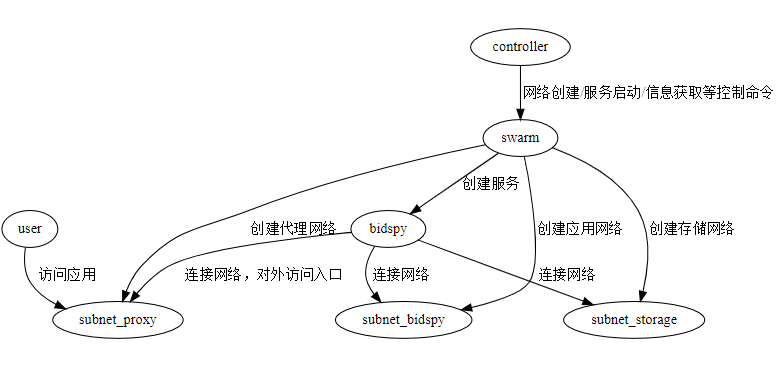 controller
网络创建/服务启动/信息获取等控制命令
swarm
创建服务
user
创建代理网络
bidspy
创建应用网络
创建存储网络
访问应用
连接网络，对外访问入口
连接网络
连接网络
subnet_proxy
subnet_bidspy
subnet_storage